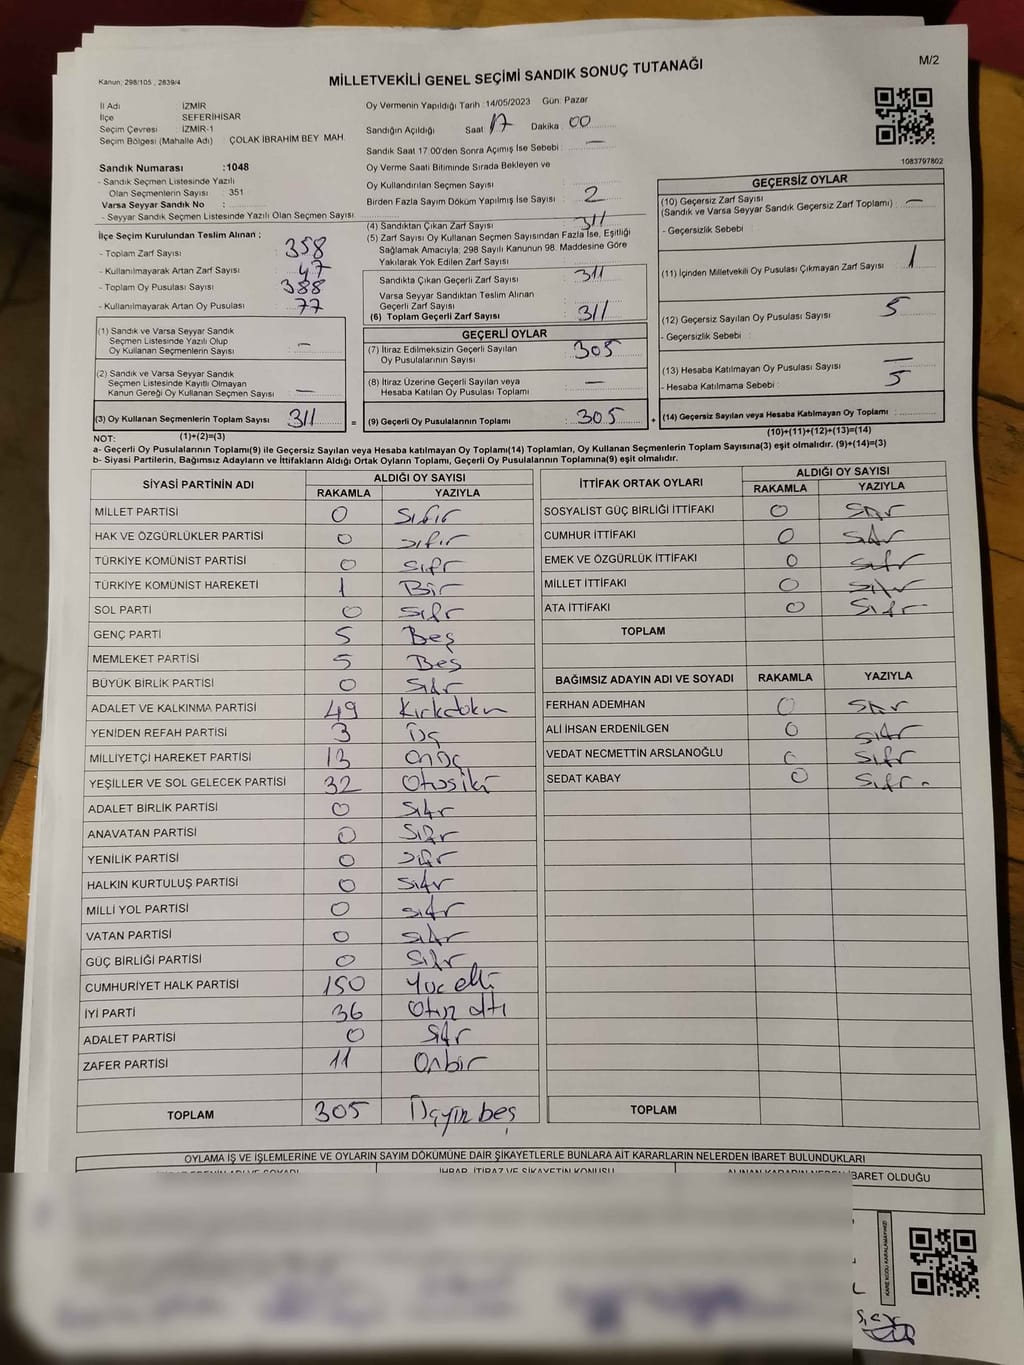 M/2
Kanun, 298/105 , 2839/4
MİLLETVEKİLİ GENEL SEÇİMİ SANDIK SONUÇ TUTANAĞI
İl Adı : İZMİR
İlçe : SEFERİHİSAR
Seçim Çevresi : İZMİR-1
Seçim Bölgesi (Mahalle Adı) ÇOLAK İBRAHİM BEY MAH.
Sandık Numarası :1048
- Sandık Seçmen Listesinde Yazılı
Olan Seçmenlerin Sayısı : 351
Varsa Seyyar Sandık No :
- Seyyar Sandık Seçmen Listesinde Yazılı Olan Seçmen Sayısı
Oy Vermenin Yapıldığı Tarih :14/05/2023 Gün: Pazar
Sandığın Açıldığı Saat: 17 Dakika : 00
Sandık Saat 17:00'den Sonra Açımış İse Sebebi : —
Oy Verme Saati Bitiminde Sırada Bekleyen ve
Oy Kullandırılan Seçmen Sayısı
Birden Fazla Sayım Döküm Yapılmış İse Sayısı : 2
1083797802
İlçe Seçim Kurulundan Teslim Alınan ;
- Toplam Zarf Sayısı : 358
- Kullanılmayarak Artan Zarf Sayısı : 47
- Toplam Oy Pusulası Sayısı : 388
- Kullanılmayarak Artan Oy Pusulası : 77
(1) Sandık ve Varsa Seyyar Sandık
Seçmen Listesinde Yazılı Olup
Oy Kullanan Seçmenlerin Sayısı : —
(2) Sandık ve Varsa Seyyar Sandık
Seçmen Listesinde Kayıtlı Olmayan
Kanun Gereği Oy Kullanan Seçmen Sayısı : —
(3) Oy Kullanan Seçmenlerin Toplam Sayısı : 311
(1)+(2)=(3)
(4) Sandıktan Çıkan Zarf Sayısı : 311
(5) Zarf Sayısı Oy Kullanan Seçmen Sayısından Fazla İse, Eşitliği
Sağlamak Amacıyla; 298 Sayılı Kanunun 98. Maddesine Göre
Yakılarak Yok Edilen Zarf Sayısı :
Sandıkta Çıkan Geçerli Zarf Sayısı : 311
Varsa Seyyar Sandıktan Teslim Alınan
Geçerli Zarf Sayısı :
(6) Toplam Geçerli Zarf Sayısı : 311
GEÇERLİ OYLAR
(7) İtiraz Edilmeksizin Geçerli Sayılan
Oy Pusulalarının Sayısı : 305
(8) İtiraz Üzerine Geçerli Sayılan veya
Hesaba Katılan Oy Pusulası Toplamı : —
= (9) Geçerli Oy Pusulalarının Toplamı : 305 +
GEÇERSİZ OYLAR
(10) Geçersiz Zarf Sayısı
(Sandık ve Varsa Seyyar Sandık Geçersiz Zarf Toplamı) : —
- Geçersizlik Sebebi :
(11) İçinden Milletvekili Oy Pusulası Çıkmayan Zarf Sayısı : 1
(12) Geçersiz Sayılan Oy Pusulası Sayısı : 5
- Geçersizlik Sebebi :
(13) Hesaba Katılmayan Oy Pusulası Sayısı : —
- Hesaba Katılmama Sebebi : 5
(14) Geçersiz Sayılan veya Hesaba Katılmayan Oy Toplamı :
(10)+(11)+(12)+(13)=(14)
NOT:
a- Geçerli Oy Pusulalarının Toplamı(9) ile Geçersiz Sayılan veya Hesaba katılmayan Oy Toplamı(14) Toplamları, Oy Kullanan Seçmenlerin Toplam Sayısına(3) eşit olmalıdır. (9)+(14)=(3)
b- Siyasi Partilerin, Bağımsız Adayların ve İttifakların Aldığı Ortak Oyların Toplamı, Geçerli Oy Pusulalarının Toplamına(9) eşit olmalıdır.
SİYASİ PARTİNİN ADI ALDIĞI OY SAYISI
RAKAMLA YAZIYLA
MİLLET PARTİSİ 0 Sıfır
HAK VE ÖZGÜRLÜKLER PARTİSİ 0 sıfır
TÜRKİYE KOMÜNİST PARTİSİ 0 sıfr
TÜRKİYE KOMÜNİST HAREKETİ 1 Bir
SOL PARTİ 0 sıfr
GENÇ PARTİ 5 Beş
MEMLEKET PARTİSİ 5 Beş
BÜYÜK BİRLİK PARTİSİ 0 Sıfır
ADALET VE KALKINMA PARTİSİ 49 Kırkdokuz
YENİDEN REFAH PARTİSİ 3 Üç
MİLLİYETÇİ HAREKET PARTİSİ 13 Onüç
YEŞİLLER VE SOL GELECEK PARTİSİ 32 Otuziki
ADALET BİRLİK PARTİSİ 0 Sıfır
ANAVATAN PARTİSİ 0 Sıfır
YENİLİK PARTİSİ 0 Sıfır
HALKIN KURTULUŞ PARTİSİ 0 Sıfır
MİLLİ YOL PARTİSİ 0 sıfır
VATAN PARTİSİ 0 sıfır
GÜÇ BİRLİĞİ PARTİSİ 0 Sıfır
CUMHURİYET HALK PARTİSİ 150 Yüz elli
İYİ PARTİ 36 Otuz altı
ADALET PARTİSİ 0 Sıfır
ZAFER PARTİSİ 11 Onbir
TOPLAM 305 Üçyüz beş
İTTİFAK ORTAK OYLARI ALDIĞI OY SAYISI
RAKAMLA YAZIYLA
SOSYALİST GÜÇ BİRLİĞİ İTTİFAKI 0 Sıfır
CUMHUR İTTİFAKI 0 sıfır
EMEK VE ÖZGÜRLÜK İTTİFAKI 0 sıfr
MİLLET İTTİFAKI 0 sıfır
ATA İTTİFAKI 0 Sıfr
TOPLAM
BAĞIMSIZ ADAYIN ADI VE SOYADI RAKAMLA YAZIYLA
FERHAN ADEMHAN 0 Sıfır
ALİ İHSAN ERDENİLGEN 0 sıfır
VEDAT NECMETTİN ARSLANOĞLU 0 Sıfr
SEDAT KABAY 0 Sıfr
TOPLAM
OYLAMA İŞ VE İŞLEMLERİNE VE OYLARIN SAYIM DÖKÜMÜNE DAİR ŞİKAYETLERLE BUNLARA AİT KARARLARIN NELERDEN İBARET BULUNDUKLARI
İHBAR, İTİRAZ VE ŞİKAYETİN KONUSU
ALINAN KARARIN NEDEN İBARET OLDUĞU
KARE KODU KARALAMAYINIZ!